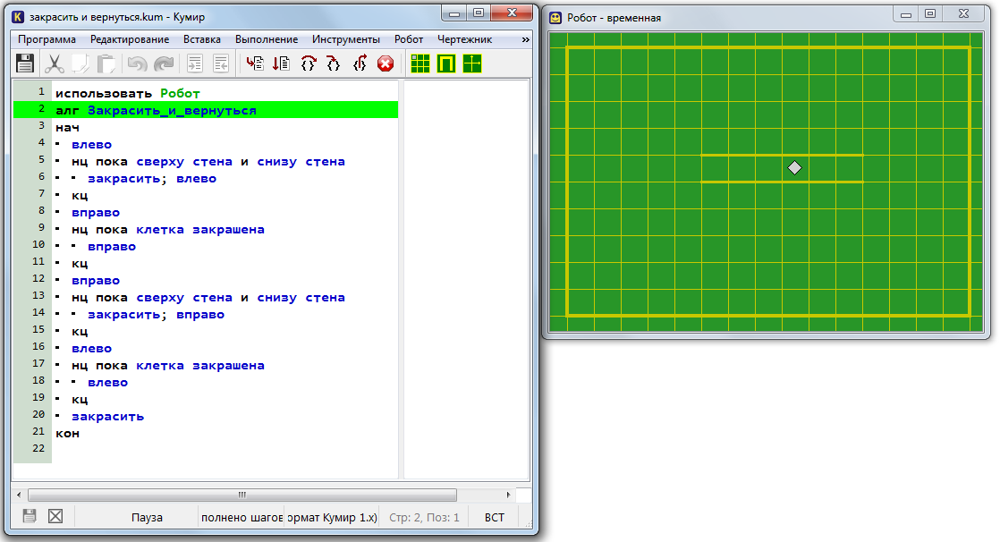 закрасить и вернуться.kum - Кумир
Программа Редактирование Вставка Выполнение Инструменты Робот Чертежник »
1 использовать Робот
2 алг Закрасить_и_вернуться
3 нач
4 влево
5 нц пока сверху стена и снизу стена
6 закрасить; влево
7 кц
8 вправо
9 нц пока клетка закрашена
10 вправо
11 кц
12 вправо
13 нц пока сверху стена и снизу стена
14 закрасить; вправо
15 кц
16 влево
17 нц пока клетка закрашена
18 влево
19 кц
20 закрасить
21 кон
22
Пауза полнено шагов ормат Кумир 1.x) Стр: 2, Поз: 1 ВСТ
Робот - временная